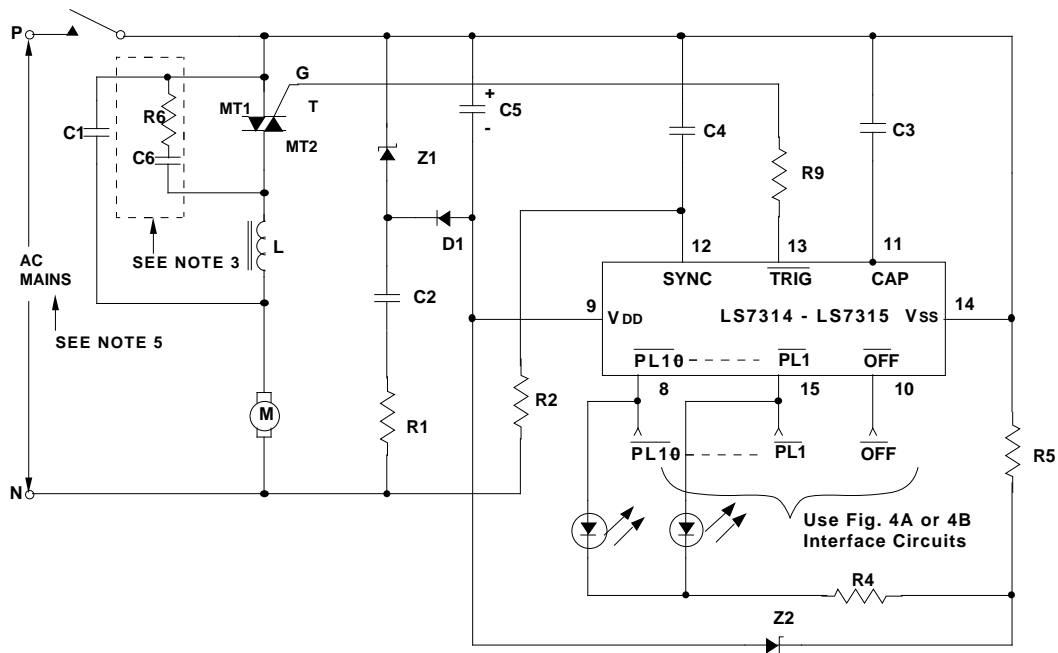 P
G
T
MT1
MT2
R6
C1
C6
+
C5
-
C4
C3
Z1
R9
D1
L
SEE NOTE 3
AC
MAINS
SEE NOTE 5
C2
12
13
11
SYNC
TRIG
CAP
9
VDD
LS7314 - LS7315
VSS
14
PL10
PL1
OFF
8
15
10
R2
R1
M
R5
PL10
PL1
OFF
N
Use Fig. 4A or 4B
Interface Circuits
R4
Z2